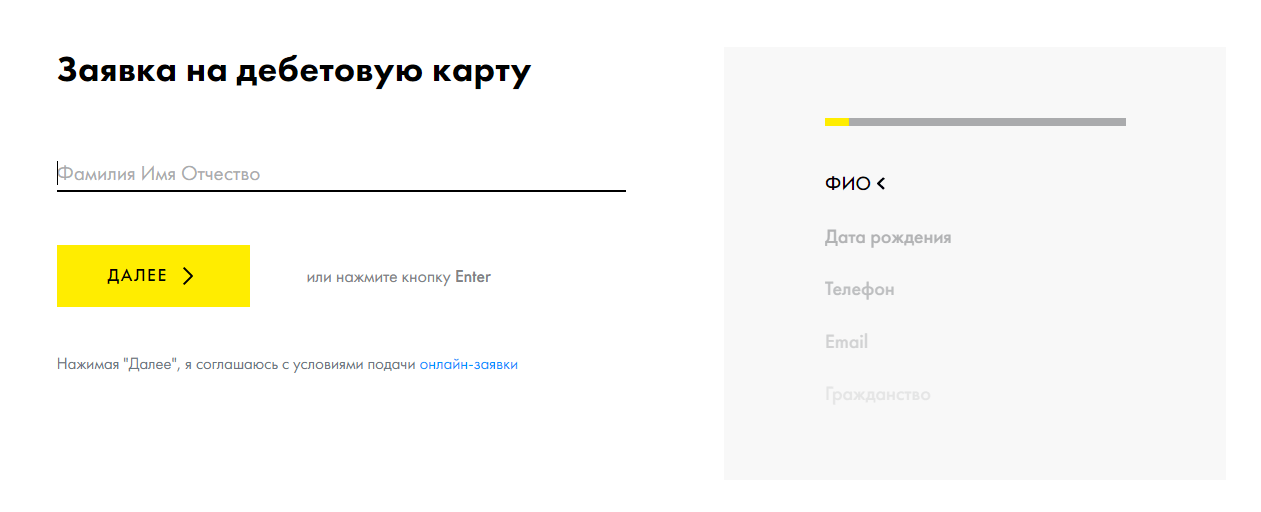 Заявка на дебетовую карту
Фамилия Имя Отчество
ДАЛЕЕ
или нажмите кнопку Enter
Нажимая "Далее", я соглашаюсь с условиями подачи онлайн-заявки
ФИО
Дата рождения
Телефон
Email
Гражданство